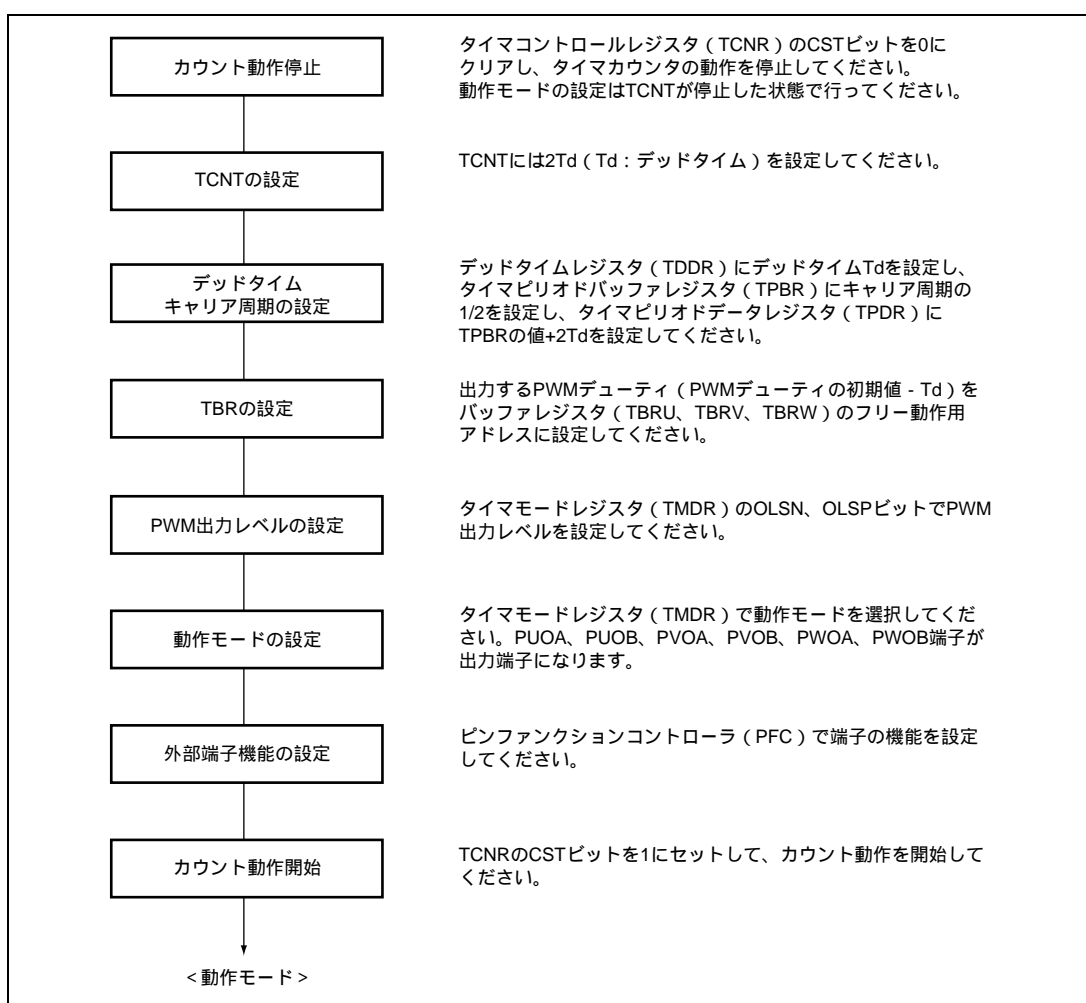 カウント動作停止
タイマコントロールレジスタ（TCNR）のCSTビットを0に
クリアし、タイマカウンタの動作を停止してください。
動作モードの設定はTCNTが停止した状態で行ってください。
TCNTの設定
TCNTには2Td（Td：デッドタイム）を設定してください。
デッドタイム
キャリア周期の設定
デッドタイムレジスタ（TDDR）にデッドタイムTdを設定し、
タイマピリオドバッファレジスタ（TPBR）にキャリア周期の
1/2を設定し、タイマピリオドデータレジスタ（TPDR）に
TPBRの値+2Tdを設定してください。
TBRの設定
出力するPWMデューティ（PWMデューティの初期値 - Td）を
バッファレジスタ（TBRU、TBRV、TBRW）のフリー動作用
アドレスに設定してください。
PWM出力レベルの設定
タイマモードレジスタ（TMDR）のOLSN、OLSPビットでPWM
出力レベルを設定してください。
動作モードの設定
タイマモードレジスタ（TMDR）で動作モードを選択してくだ
さい。PUOA、PUOB、PVOA、PVOB、PWOA、PWOB端子が
出力端子になります。
外部端子機能の設定
ピンファンクションコントローラ（PFC）で端子の機能を設定
してください。
カウント動作開始
TCNRのCSTビットを1にセットして、カウント動作を開始して
ください。
＜動作モード＞